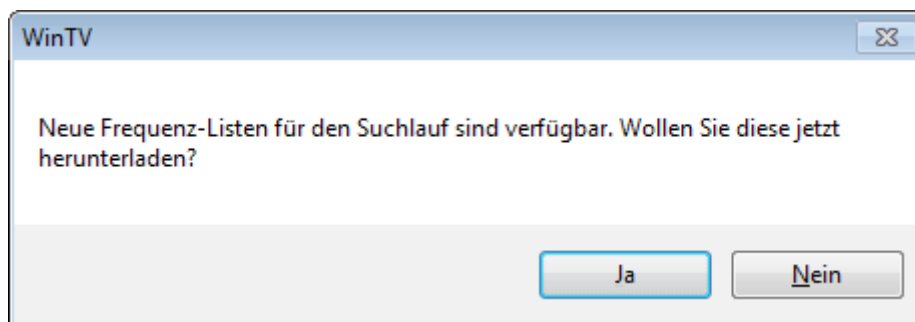 WinTV
Neue Frequenz-Listen für den Suchlauf sind verfügbar. Wollen Sie diese jetzt
herunterladen?
Ja
Nein